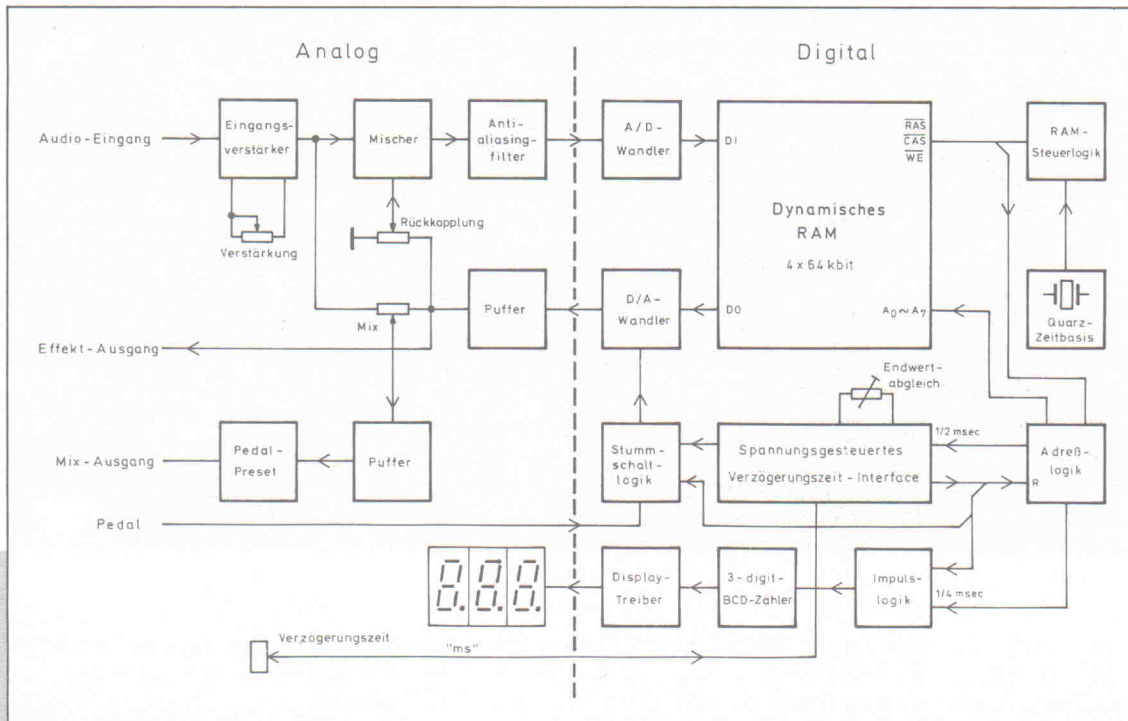 Analog
Digital
Audio-Eingang
Eingangs-
verstärker
Verstärkung
Mischer
Rückkopplung
Anti-
aliasing-
filter
A/D-
Wandler
DI
RAS
CAS
WE
Dynamisches
RAM
4 x 64 kbit
RAM-
Steuerlogik
Quarz-
Zeitbasis
Mix
Puffer
D/A-
Wandler
DO
A0 ~ A7
Effekt-Ausgang
Endwert-
abgleich
Mix-Ausgang
Pedal-
Preset
Puffer
Stumm-
schalt-
logik
Spannungsgesteuertes
Verzögerungszeit - Interface
1/2 msec
Adreß-
logik
R
Pedal
8.8.8.
Display-
Treiber
3-digit-
BCD-Zähler
Impuls-
logik
1/4 msec
Verzögerungszeit
"ms"